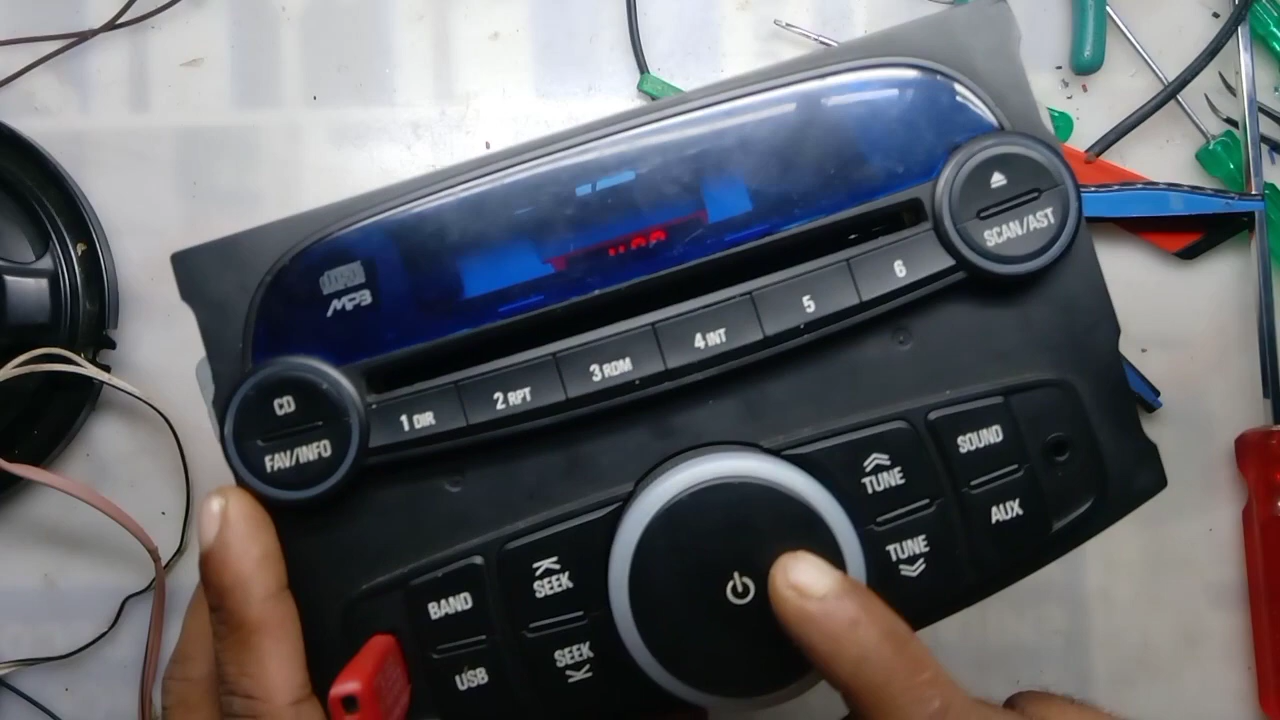 MP3
SCAN/AST
CD
FAV/INFO
1 DIR
2 RPT
3 RDM
4 INT
5
6
BAND
USB
SEEK
SEEK
TUNE
TUNE
SOUND
AUX